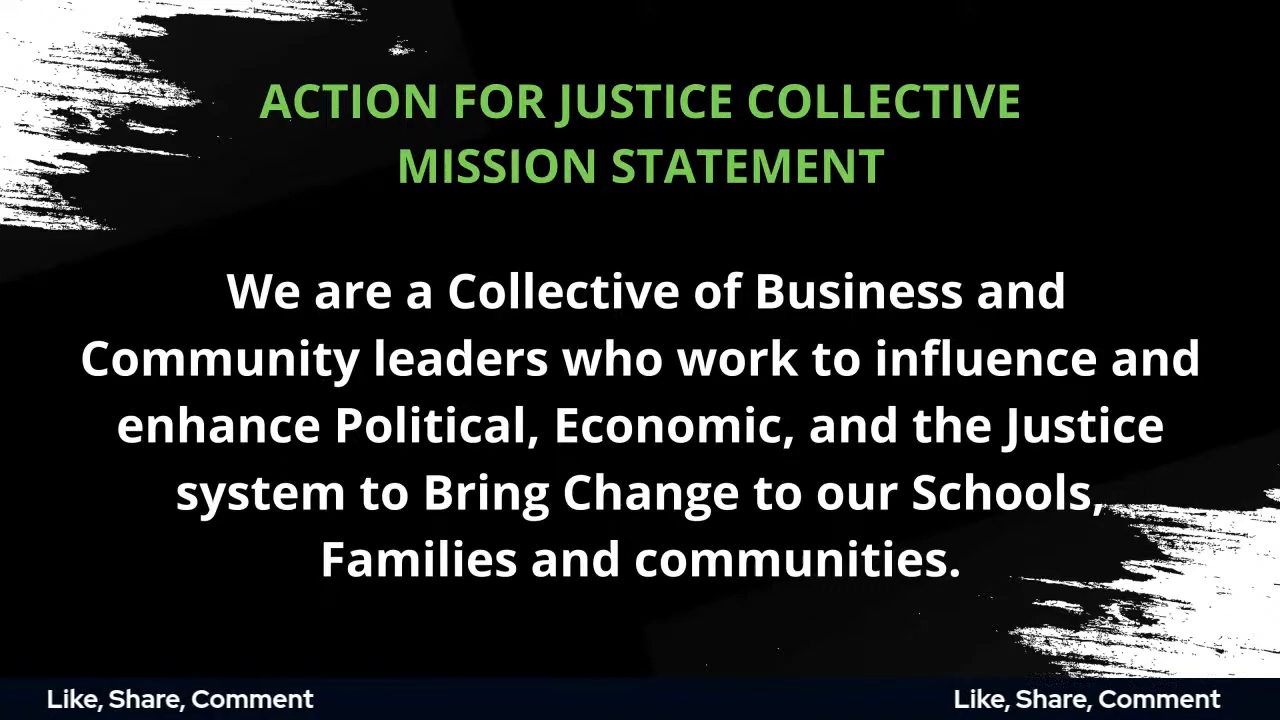 ACTION FOR JUSTICE COLLECTIVE
MISSION STATEMENT
We are a Collective of Business and
Community leaders who work to influence and
enhance Political, Economic, and the Justice
system to Bring Change to our Schools,
Families and communities.
Like, Share, Comment
Like, Share, Comment